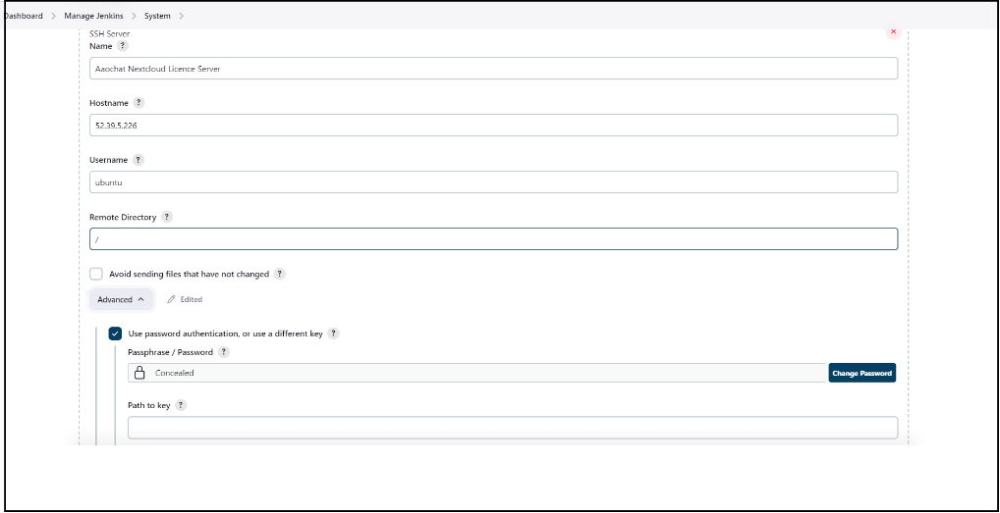 Dashboard > Manage Jenkins > System >
SSH Server
Name ?
Aaochat Nextcloud Licence Server
Hostname ?
52.39.5.226
Username ?
ubuntu
Remote Directory ?
/
Avoid sending files that have not changed ?
Advanced Edited
Use password authentication, or use a different key ?
Passphrase / Password ?
Concealed Change Password
Path to key ?